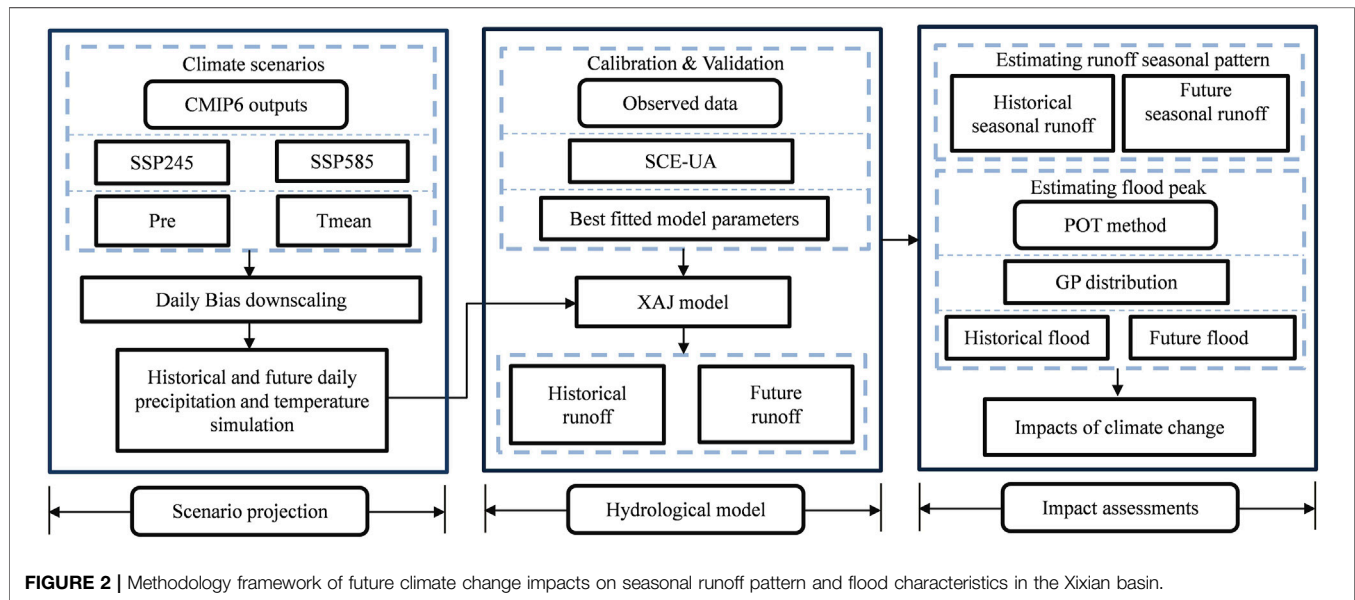 Climate scenarios
CMIP6 outputs
SSP245
SSP585
Pre
Tmean
Daily Bias downscaling
Historical and future daily
precipitation and temperature
simulation
Scenario projection
Calibration & Validation
Observed data
SCE-UA
Best fitted model parameters
XAJ model
Historical
runoff
Future
runoff
Hydrological model
Estimating runoff seasonal pattern
Historical
seasonal runoff
Future
seasonal runoff
Estimating flood peak
POT method
GP distribution
Historical flood
Future flood
Impacts of climate change
Impact assessments
FIGURE 2 | Methodology framework of future climate change impacts on seasonal runoff pattern and flood characteristics in the Xixian basin.